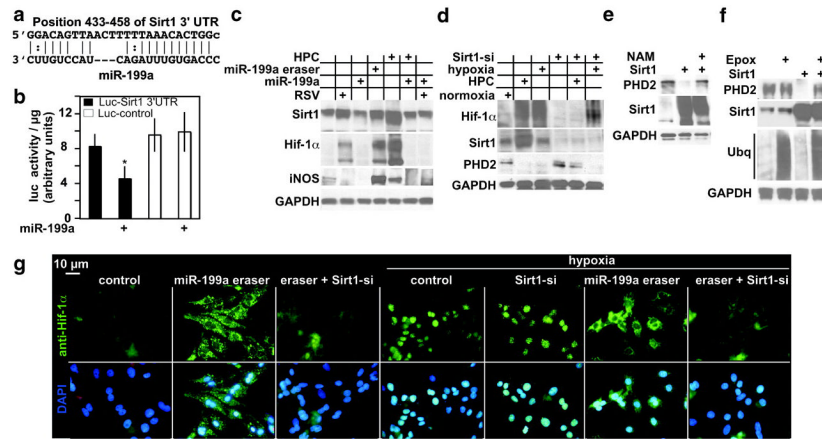 a
Position 433-458 of Sirt1 3' UTR
5' GGACAGTTAACTTTTTAAACACTGGc
3' CUUGUCCAU---CAGAUUUGUGACCC
miR-199a
b
Luc-Sirt1 3'UTR
Luc-control
luc activity / µg
(arbitrary units)
12
8
4
0
*
miR-199a + +
c
HPC + +
miR-199a eraser +
miR-199a + + +
RSV + +
Sirt1
Hif-1α
iNOS
GAPDH
d
Sirt1-si + + +
hypoxia + +
HPC + +
normoxia +
Hif-1α
Sirt1
PHD2
GAPDH
e
NAM +
Sirt1 + +
PHD2
Sirt1
GAPDH
f
Epox + +
Sirt1 + +
PHD2
Sirt1
Ubq
GAPDH
g
10 µm
hypoxia
control miR-199a eraser eraser + Sirt1-si control Sirt1-si miR-199a eraser eraser + Sirt1-si
anti-Hif-1α
DAPI